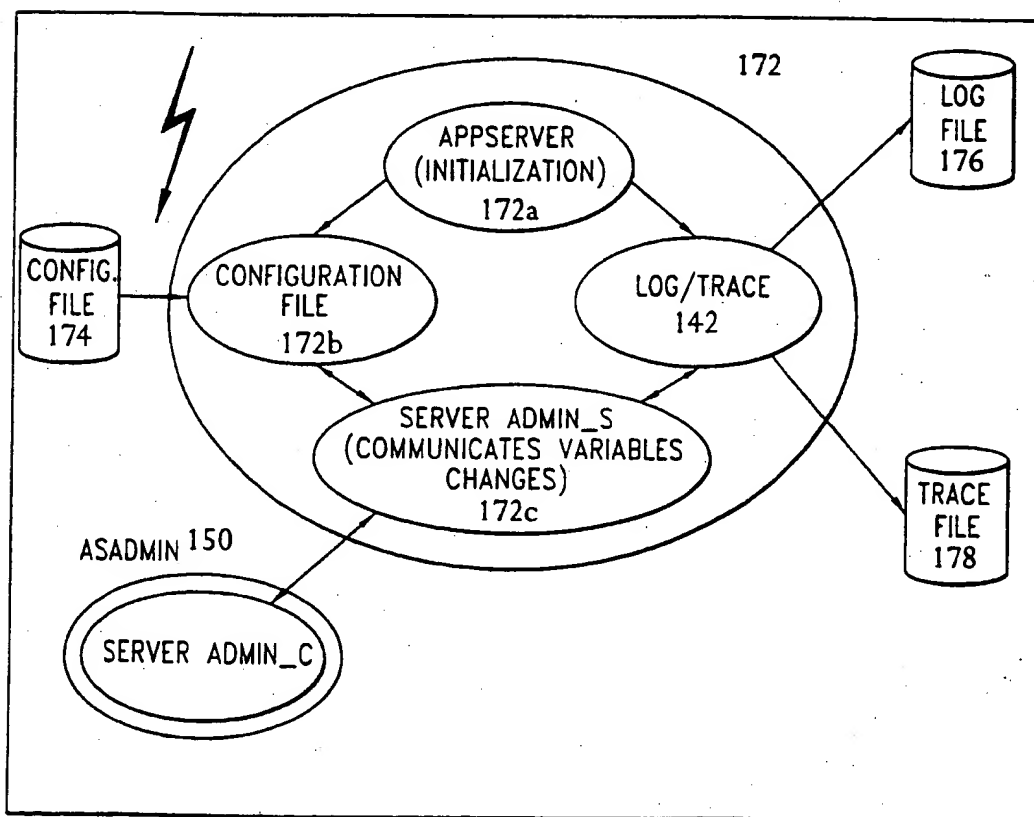 172
LOG
FILE
176
APPSERVER
(INITIALIZATION)
172a
CONFIG.
FILE
174
CONFIGURATION
FILE
172b
LOG/TRACE
142
SERVER ADMIN_S
(COMMUNICATES VARIABLES
CHANGES)
172c
TRACE
FILE
178
ASADMIN 150
SERVER ADMIN_C